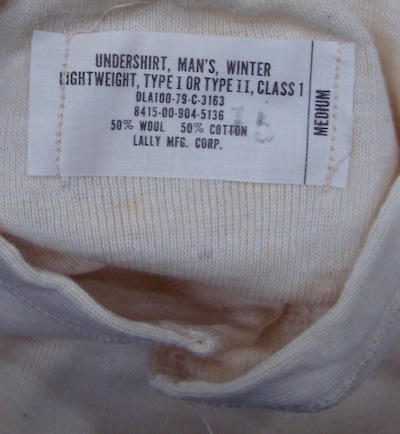 UNDERSHIRT, MAN'S, WINTER
LIGHTWEIGHT, TYPE I OR TYPE II, CLASS 1
DLA100-79-C-3163
8415-00-904-5136
50% WOOL 50% COTTON
LALLY MFG. CORP.
15
MEDIUM